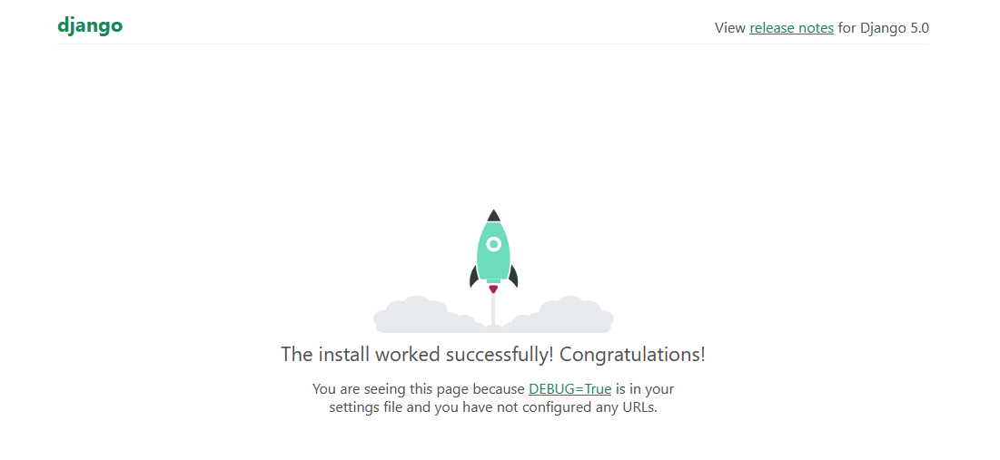 django
View release notes for Django 5.0
The install worked successfully! Congratulations!
You are seeing this page because DEBUG=True is in your
settings file and you have not configured any URLs.